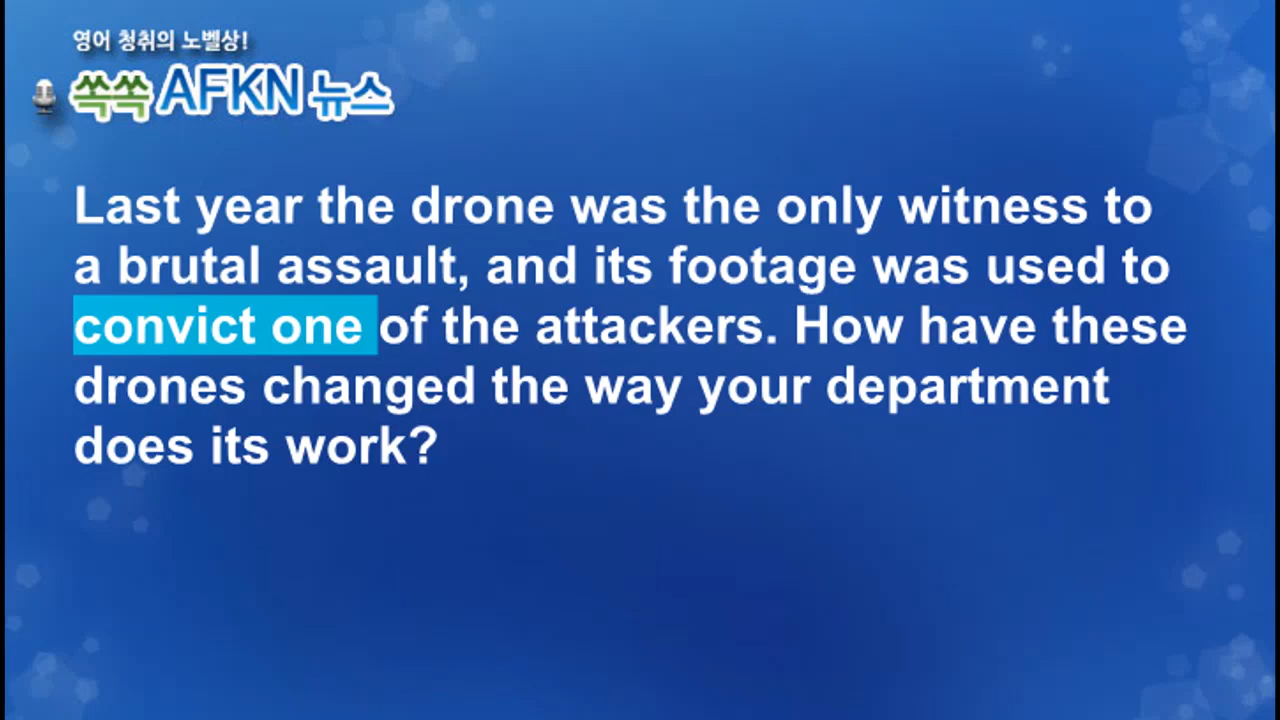 영어 청취의 노벨상!
쏙쏙 AFKN 뉴스
Last year the drone was the only witness to
a brutal assault, and its footage was used to
convict one of the attackers. How have these
drones changed the way your department
does its work?